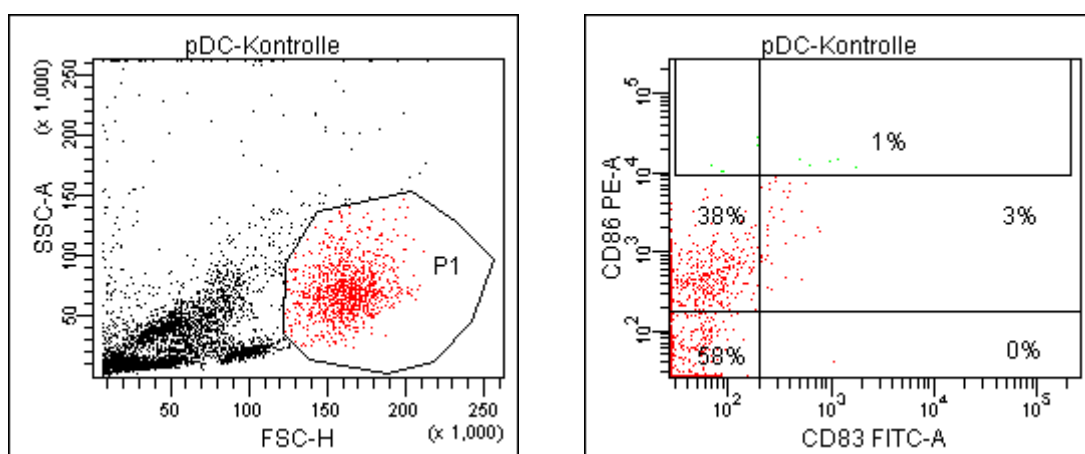 pDC-Kontrolle
(x 1,000)
250
200
150
100
50
SSC-A
P1
50 100 150 200 250
FSC-H
(x 1,000)
pDC-Kontrolle
10^5
10^4
10^3
10^2
CD86 PE-A
1%
38%
3%
58%
0%
10^2 10^3 10^4 10^5
CD83 FITC-A